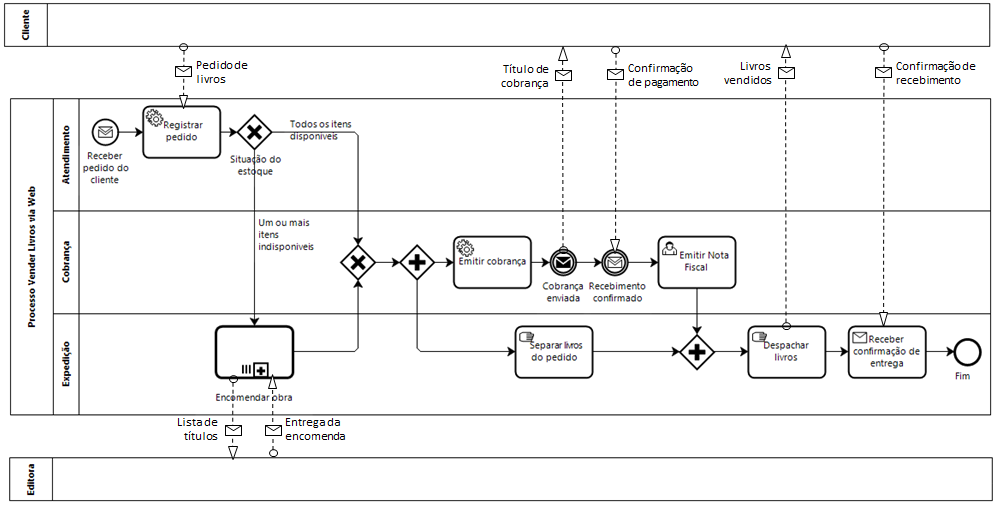 Cliente
Pedido de
livros
Título de
cobrança
Confirmação
de pagamento
Livros
vendidos
Confirmação de
recebimento
Processo Vender Livros via Web
Atendimento
Receber
pedido do
cliente
Registrar
pedido
Situação do
estoque
Todos os itens
disponíveis
Um ou mais
itens
indisponíveis
Cobrança
Emitir cobrança
Cobrança
enviada
Recebimento
confirmado
Emitir Nota
Fiscal
Expedição
Encomendar obra
Separar livros
do pedido
Despachar
livros
Receber
confirmação de
entrega
Fim
Lista de
títulos
Entrega da
encomenda
Editora